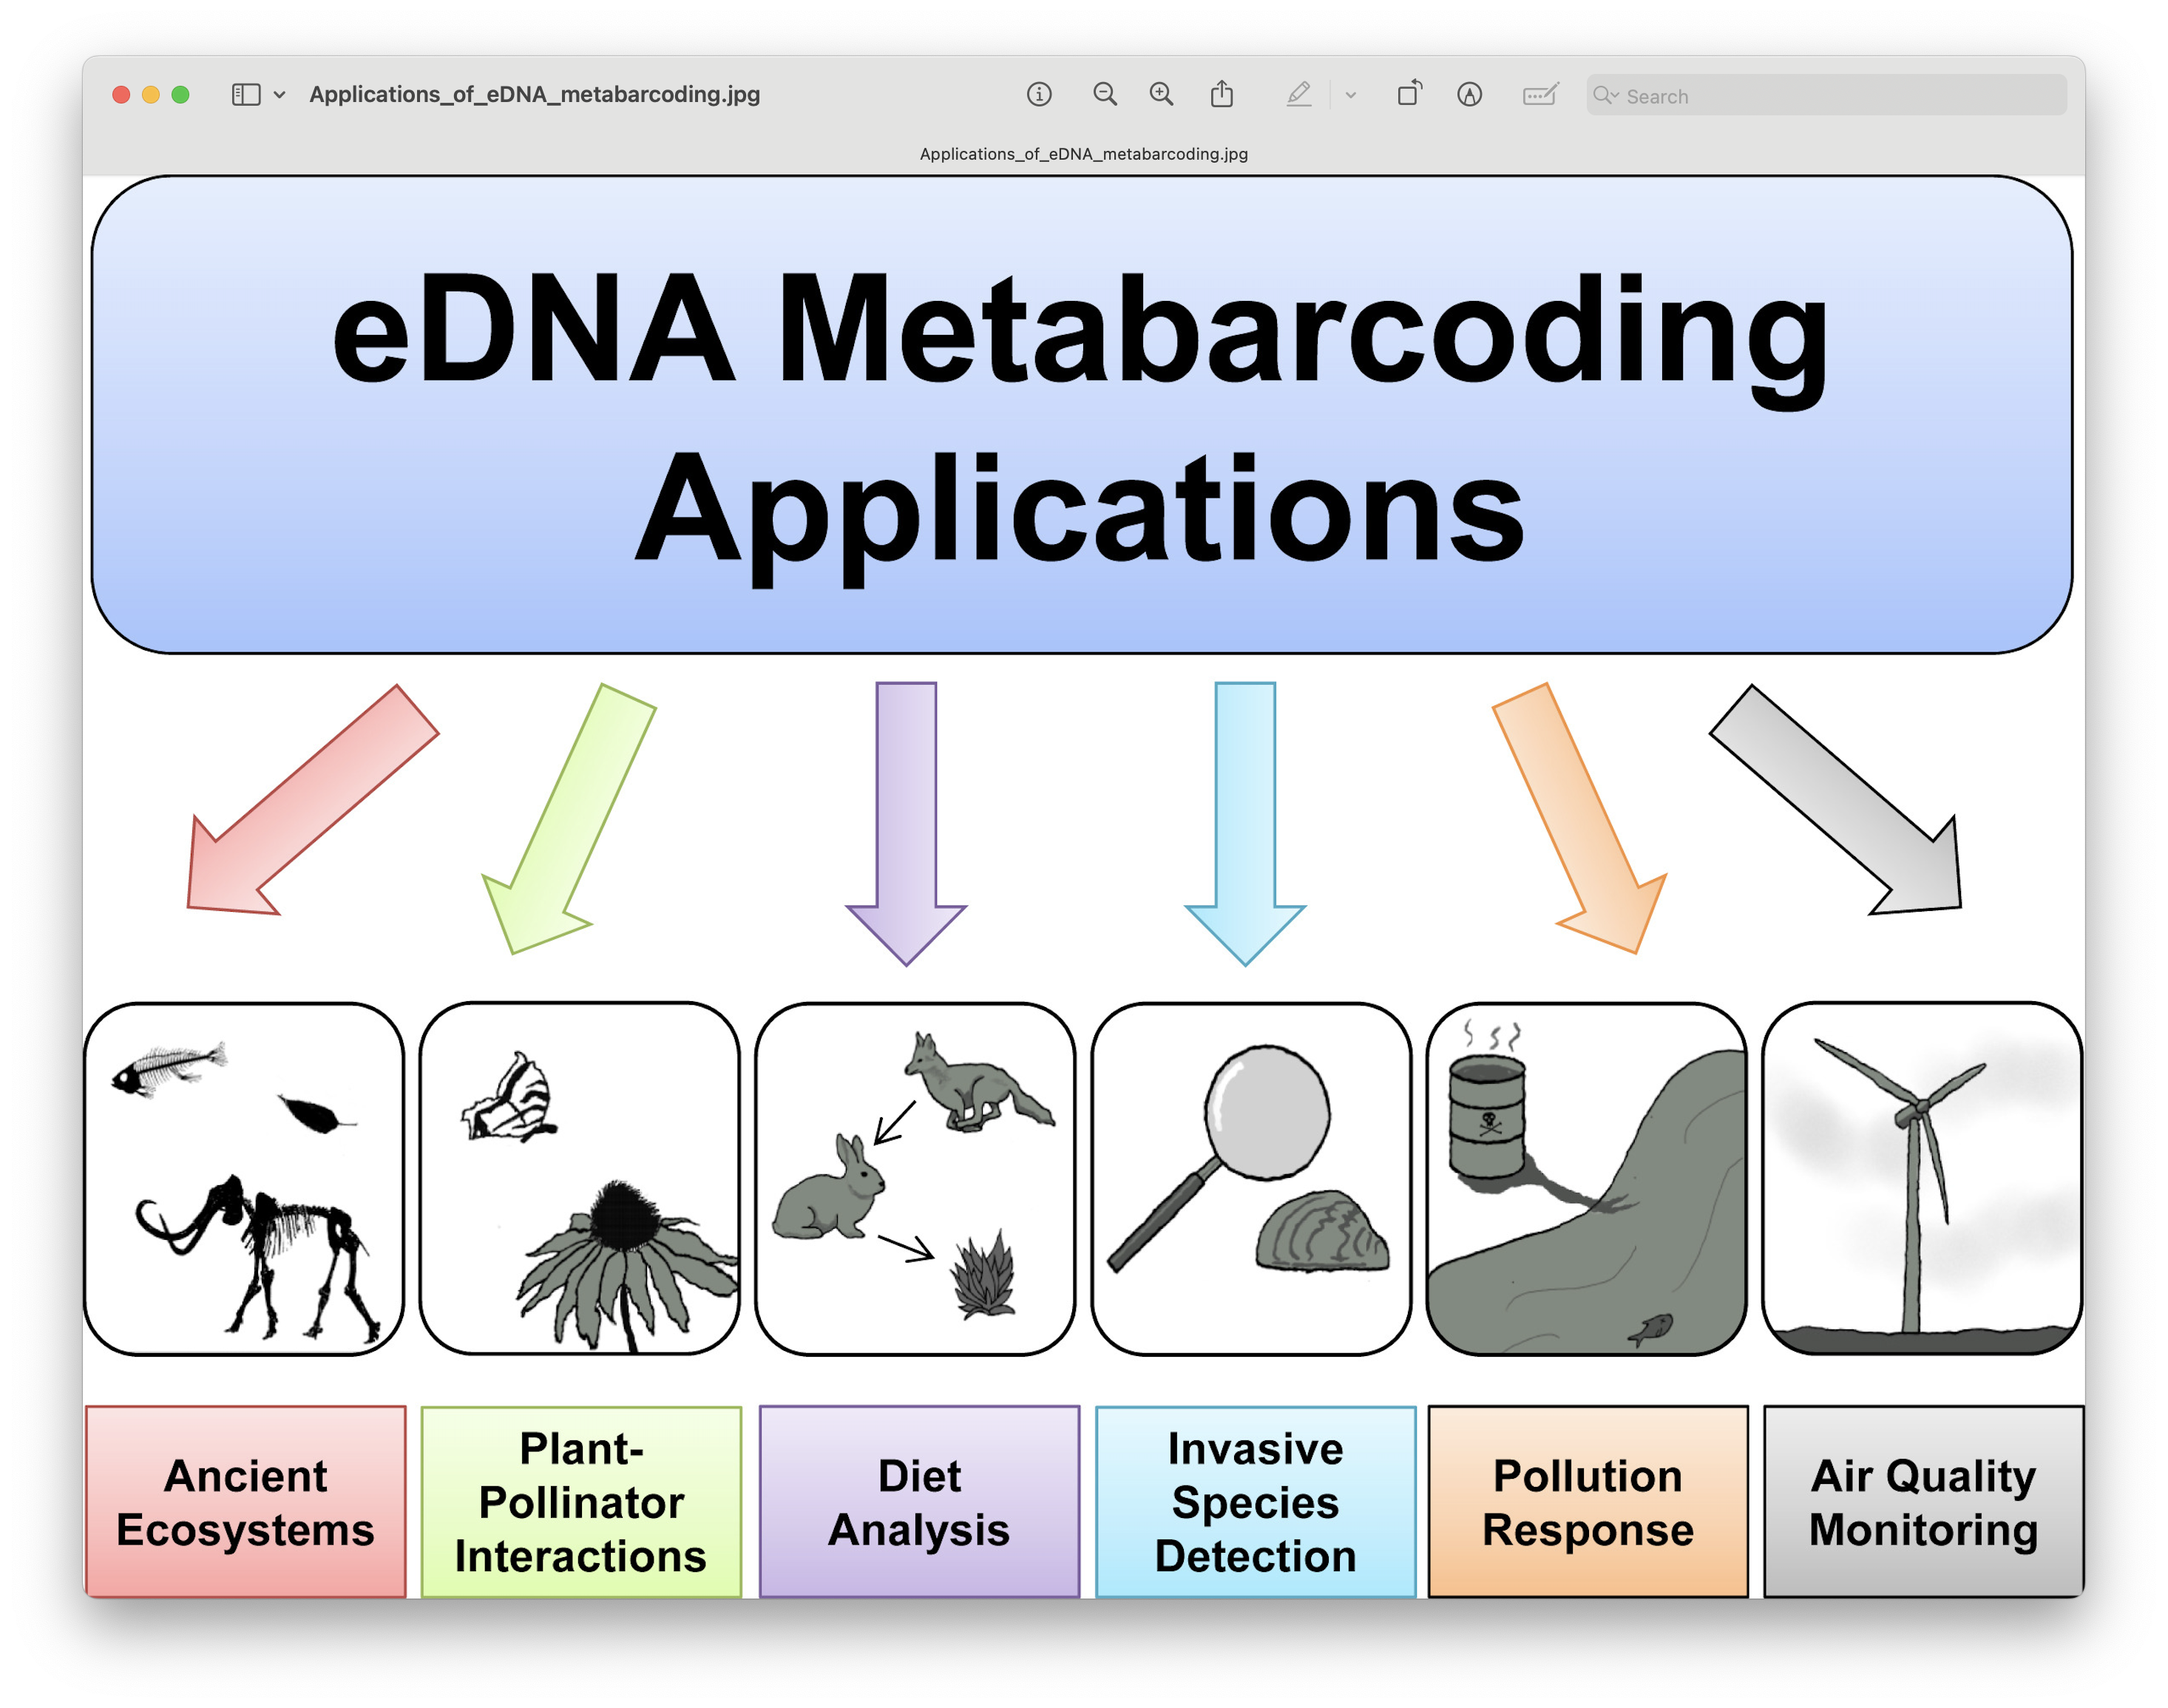 Applications_of_eDNA_metabarcoding.jpg
Search
Applications_of_eDNA_metabarcoding.jpg
eDNA Metabarcoding
Applications
Ancient
Ecosystems
Plant-
Pollinator
Interactions
Diet
Analysis
Invasive
Species
Detection
Pollution
Response
Air Quality
Monitoring